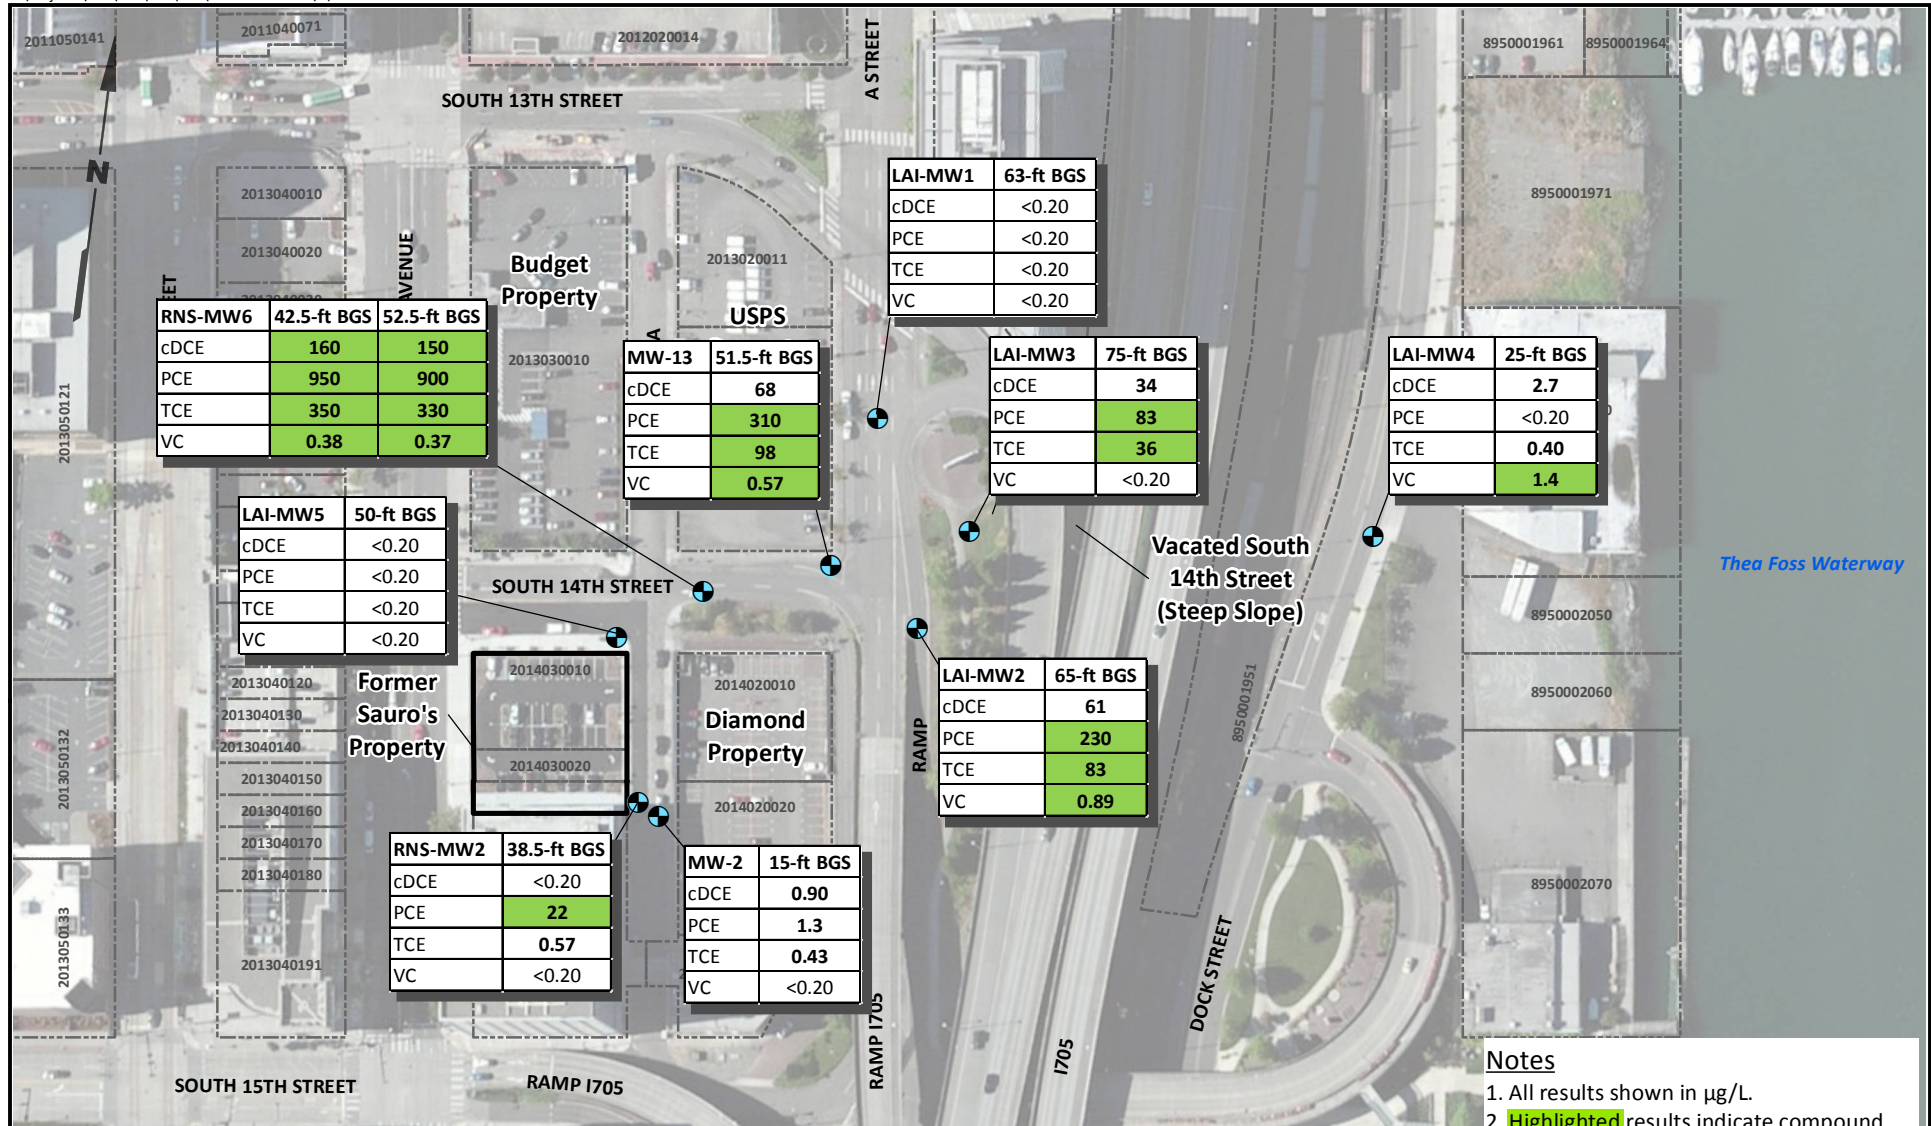 2011050141
2011040071
2012020014
8950001961
8950001964
A STREET
SOUTH 13TH STREET
N
2013040010
2013040020
AVENUE
Budget
Property
2013030010
2013020011
USPS
A
8950001971
LAI-MW1 63-ft BGS
cDCE <0.20
PCE <0.20
TCE <0.20
VC <0.20
RNS-MW6 42.5-ft BGS 52.5-ft BGS
cDCE 160 150
PCE 950 900
TCE 350 330
VC 0.38 0.37
MW-13 51.5-ft BGS
cDCE 68
PCE 310
TCE 98
VC 0.57
LAI-MW3 75-ft BGS
cDCE 34
PCE 83
TCE 36
VC <0.20
LAI-MW4 25-ft BGS
cDCE 2.7
PCE <0.20
TCE 0.40
VC 1.4
2013050121
LAI-MW5 50-ft BGS
cDCE <0.20
PCE <0.20
TCE <0.20
VC <0.20
SOUTH 14TH STREET
Vacated South
14th Street
(Steep Slope)
Thea Foss Waterway
8950002050
8950002060
8950001951
2013040120
2013040130
2013040140
2013040150
2013040160
2013040170
2013040180
2013040191
Former
Sauro's
Property
2014030010
2014030020
2014020010
Diamond
Property
2014020020
RAMP
LAI-MW2 65-ft BGS
cDCE 61
PCE 230
TCE 83
VC 0.89
2013050132
2013050133
RNS-MW2 38.5-ft BGS
cDCE <0.20
PCE 22
TCE 0.57
VC <0.20
MW-2 15-ft BGS
cDCE 0.90
PCE 1.3
TCE 0.43
VC <0.20
8950002070
DOCK STREET
RAMP I705
I705
SOUTH 15TH STREET
RAMP I705
Notes
1. All results shown in µg/L.
2. Highlighted results indicate compound